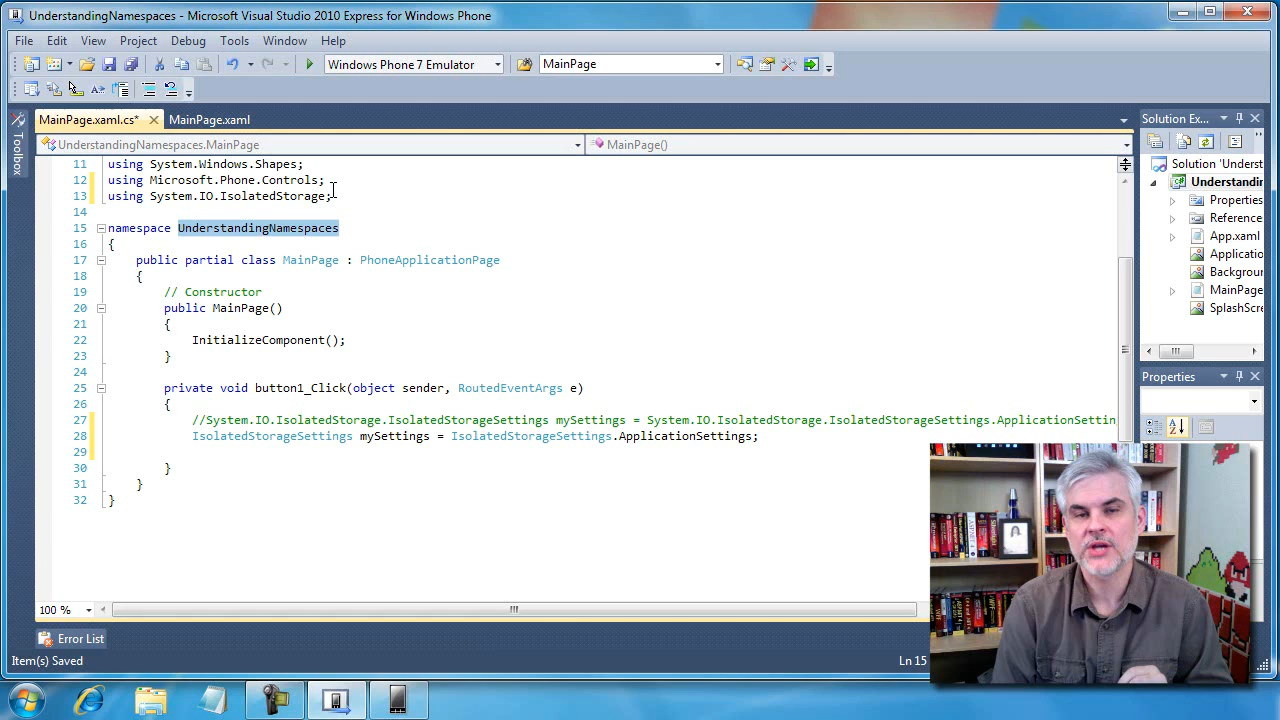 UnderstandingNamespaces - Microsoft Visual Studio 2010 Express for Windows Phone
File Edit View Project Debug Tools Window Help
Windows Phone 7 Emulator MainPage
MainPage.xaml.cs* MainPage.xaml
UnderstandingNamespaces.MainPage MainPage()
Toolbox
11 using System.Windows.Shapes;
12 using Microsoft.Phone.Controls;
13 using System.IO.IsolatedStorage;
14
15 namespace UnderstandingNamespaces
16 {
17 public partial class MainPage : PhoneApplicationPage
18 {
19 // Constructor
20 public MainPage()
21 {
22 InitializeComponent();
23 }
24
25 private void button1_Click(object sender, RoutedEventArgs e)
26 {
27 //System.IO.IsolatedStorage.IsolatedStorageSettings mySettings = System.IO.IsolatedStorage.IsolatedStorageSettings.ApplicationSettin
28 IsolatedStorageSettings mySettings = IsolatedStorageSettings.ApplicationSettings;
29
30 }
31 }
32 }
100 %
Error List
Item(s) Saved Ln 15
Solution Ex...
Solution 'Underst
Understandin
Properties
Reference
App.xaml
Applicatio
Backgrou
MainPage
SplashScre
Properties